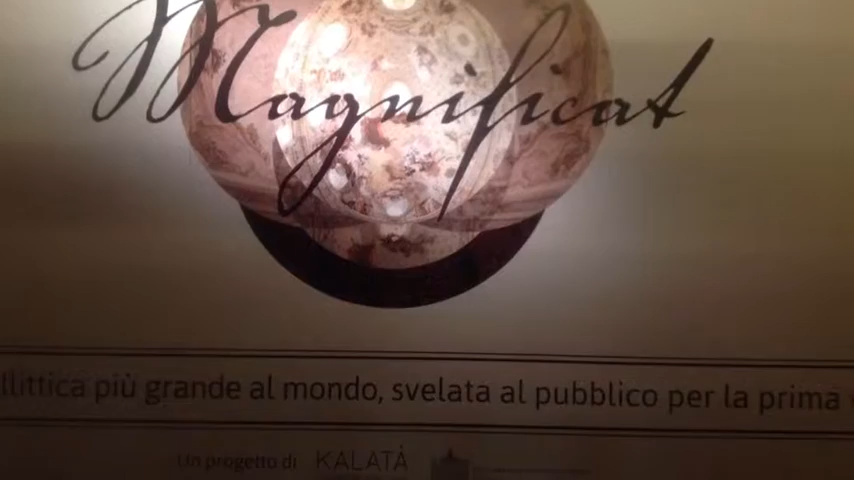 Magnificat
llittica più grande al mondo, svelata al pubblico per la prima
Un progetto di KALATÀ